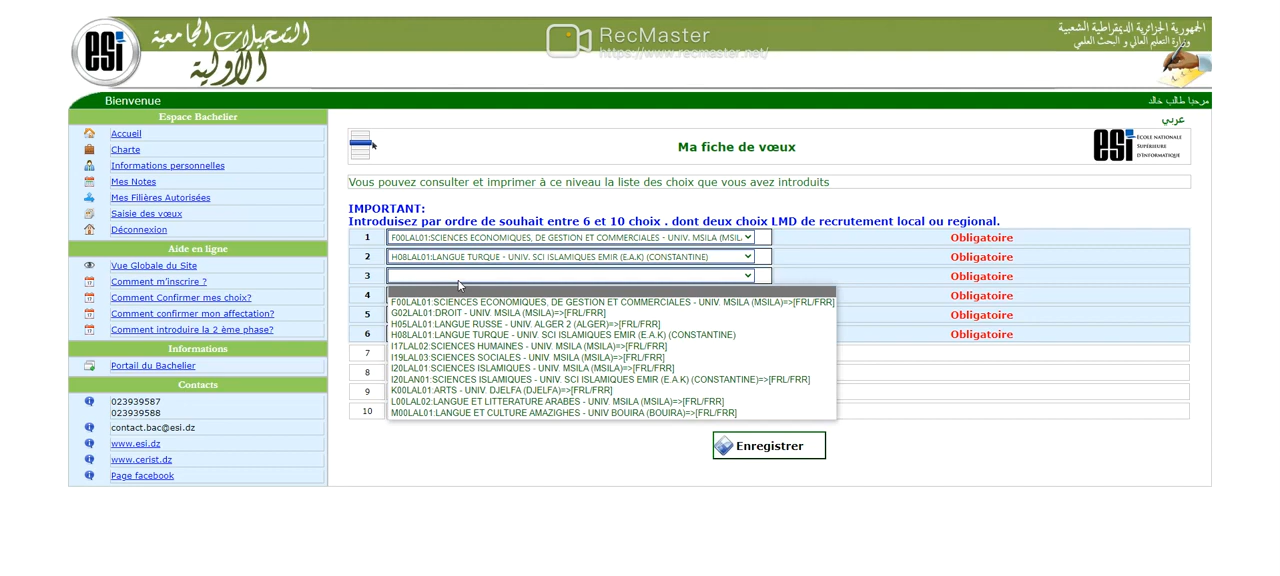 esi
التسجيلات الجامعية
الأولية
RecMaster
https://www.recmaster.net/
الجمهورية الجزائرية الديمقراطية الشعبية
وزارة التعليم العالي و البحث العلمي
Bienvenue
مرحبا طالب خالد
Espace Bachelier
Accueil
Charte
Informations personnelles
Mes Notes
Mes Filières Autorisées
Saisie des vœux
Déconnexion
Aide en ligne
Vue Globale du Site
Comment m'inscrire ?
Comment Confirmer mes choix?
Comment confirmer mon affectation?
Comment introduire la 2 ème phase?
Informations
Portail du Bachelier
Contacts
023939587
023939588
contact.bac@esi.dz
www.esi.dz
www.cerist.dz
Page facebook
عربي
Ma fiche de vœux
esi ECOLE NATIONALE
SUPÉRIEURE
D'INFORMATIQUE
Vous pouvez consulter et imprimer à ce niveau la liste des choix que vous avez introduits
IMPORTANT:
Introduisez par ordre de souhait entre 6 et 10 choix . dont deux choix LMD de recrutement local ou regional.
1 F00LAL01:SCIENCES ECONOMIQUES, DE GESTION ET COMMERCIALES - UNIV. MSILA (MSIL. Obligatoire
2 H08LAL01:LANGUE TURQUE - UNIV. SCI ISLAMIQUES EMIR (E.A.K) (CONSTANTINE) Obligatoire
3 Obligatoire
4 Obligatoire
5 Obligatoire
6 Obligatoire
7
8
9
10
F00LAL01:SCIENCES ECONOMIQUES, DE GESTION ET COMMERCIALES - UNIV. MSILA (MSILA)=>[FRL/FRR]
G02LAL01:DROIT - UNIV. MSILA (MSILA)=>[FRL/FRR]
H05LAL01:LANGUE RUSSE - UNIV. ALGER 2 (ALGER)=>[FRL/FRR]
H08LAL01:LANGUE TURQUE - UNIV. SCI ISLAMIQUES EMIR (E.A.K) (CONSTANTINE)
I17LAL02:SCIENCES HUMAINES - UNIV. MSILA (MSILA)=>[FRL/FRR]
I19LAL03:SCIENCES SOCIALES - UNIV. MSILA (MSILA)=>[FRL/FRR]
I20LAL01:SCIENCES ISLAMIQUES - UNIV. MSILA (MSILA)=>[FRL/FRR]
I20LAN01:SCIENCES ISLAMIQUES - UNIV. SCI ISLAMIQUES EMIR (E.A.K) (CONSTANTINE)=>[FRL/FRR]
K00LAL01:ARTS - UNIV. DJELFA (DJELFA)=>[FRL/FRR]
L00LAL02:LANGUE ET LITTERATURE ARABES - UNIV. MSILA (MSILA)=>[FRL/FRR]
M00LAL01:LANGUE ET CULTURE AMAZIGHES - UNIV BOUIRA (BOUIRA)=>[FRL/FRR]
Enregistrer